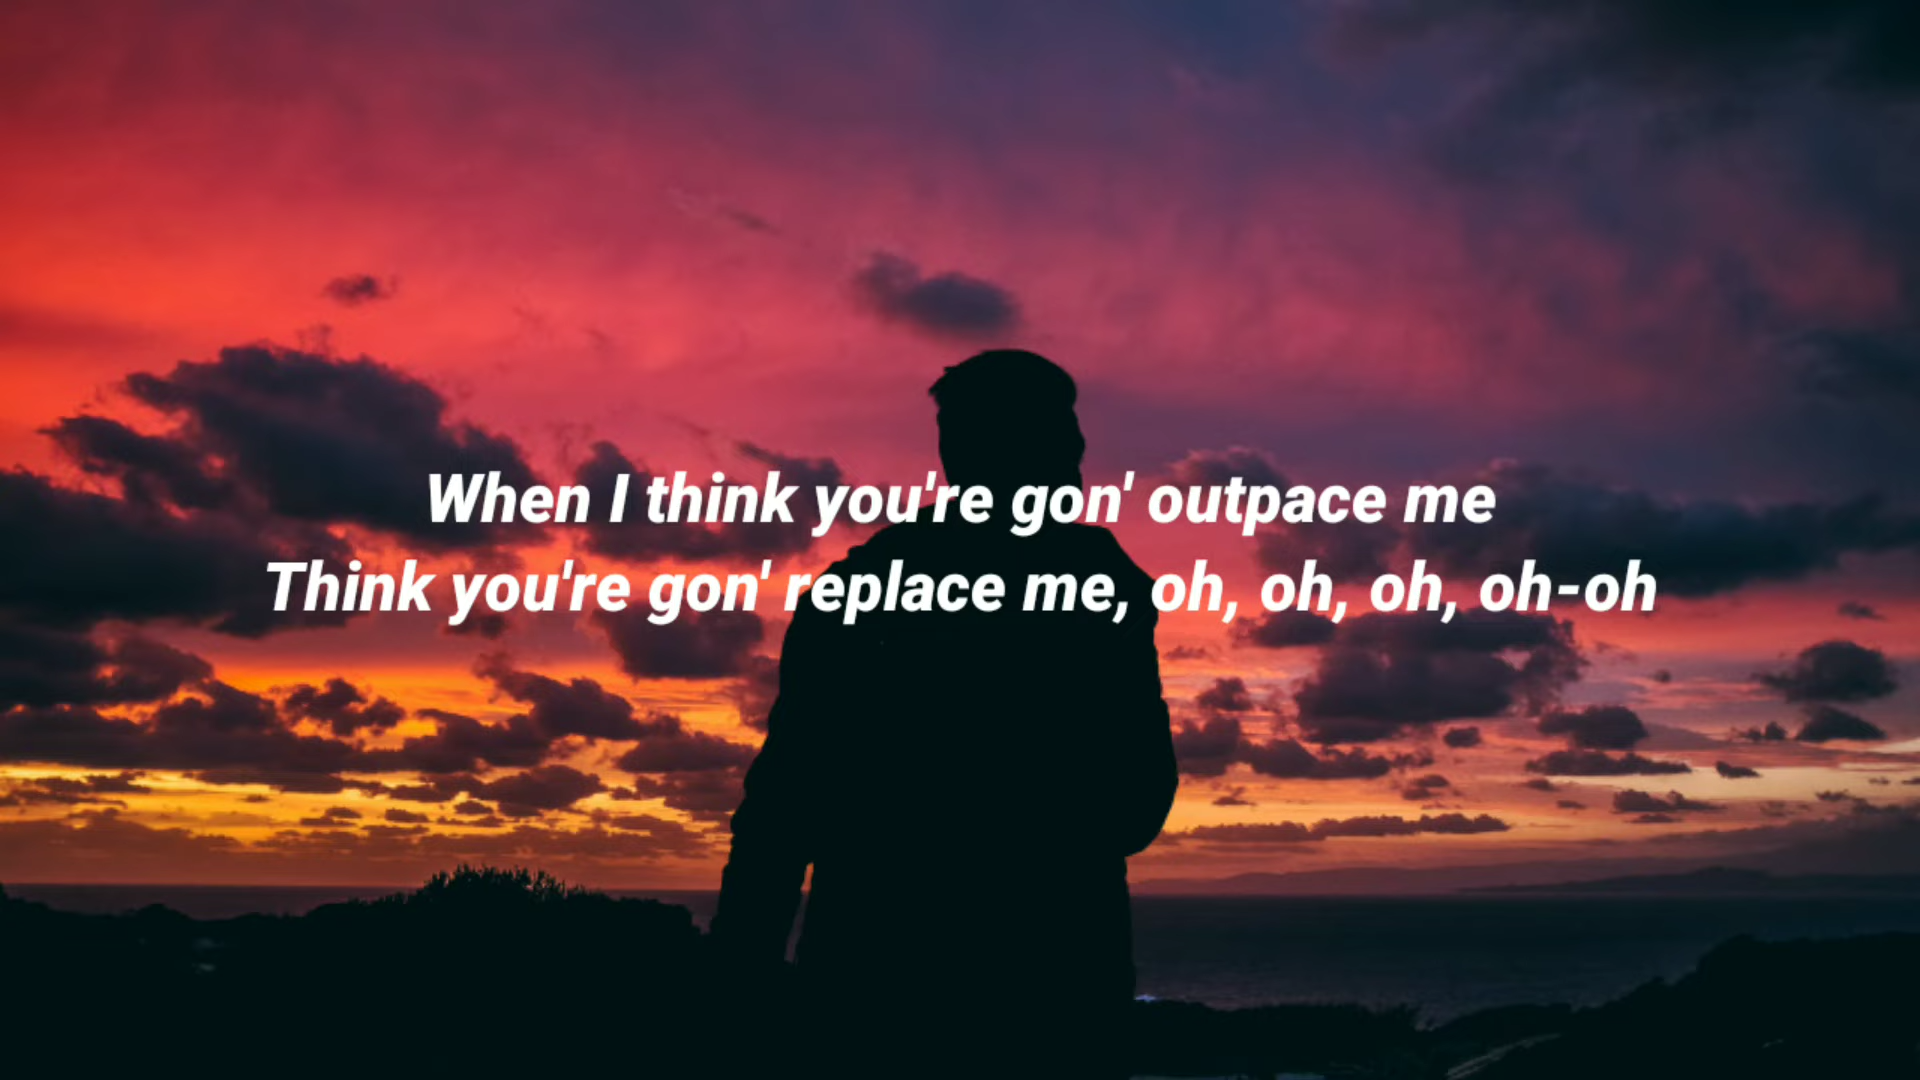 When I think you're gon' outpace me
Think you're gon' replace me, oh, oh, oh, oh-oh